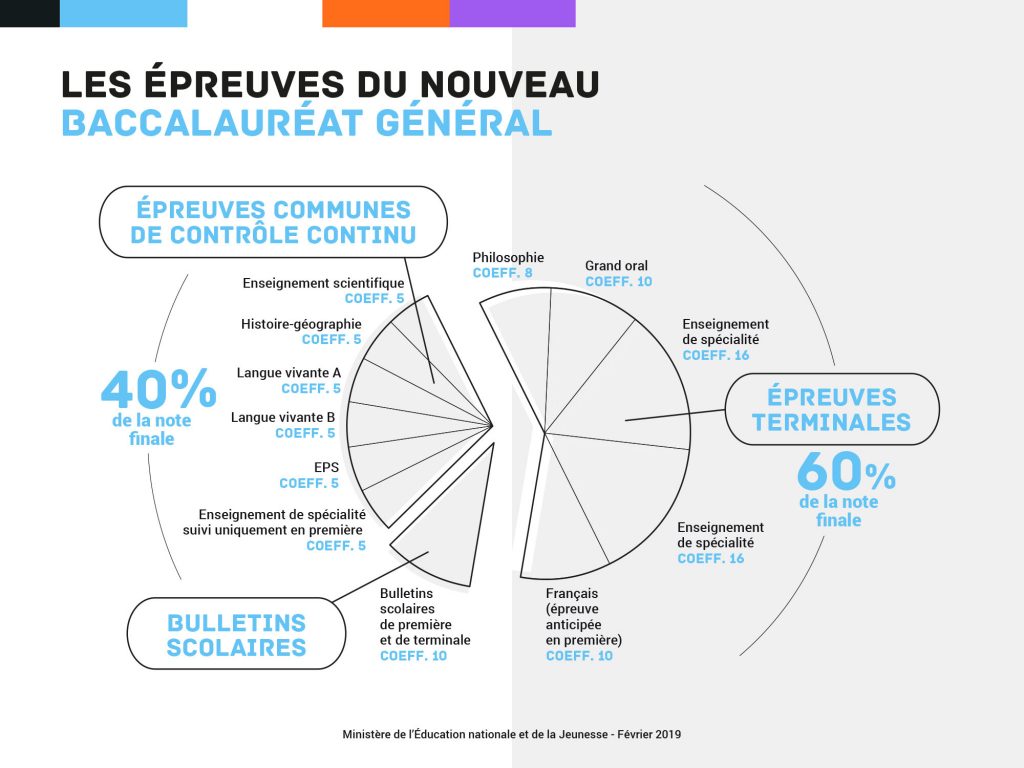 LES ÉPREUVES DU NOUVEAU
BACCALAURÉAT GÉNÉRAL
ÉPREUVES COMMUNES
DE CONTRÔLE CONTINU
Enseignement scientifique
COEFF. 5
Histoire-géographie
COEFF. 5
Langue vivante A
COEFF. 5
Langue vivante B
COEFF. 5
EPS
COEFF. 5
Enseignement de spécialité
suivi uniquement en première
COEFF. 5
40%
de la note
finale
BULLETINS
SCOLAIRES
Bulletins
scolaires
de première
et de terminale
COEFF. 10
Philosophie
COEFF. 8
Grand oral
COEFF. 10
Enseignement
de spécialité
COEFF. 16
ÉPREUVES
TERMINALES
60%
de la note
finale
Enseignement
de spécialité
COEFF. 16
Français
(épreuve
anticipée
en première)
COEFF. 10
Ministère de l'Éducation nationale et de la Jeunesse - Février 2019